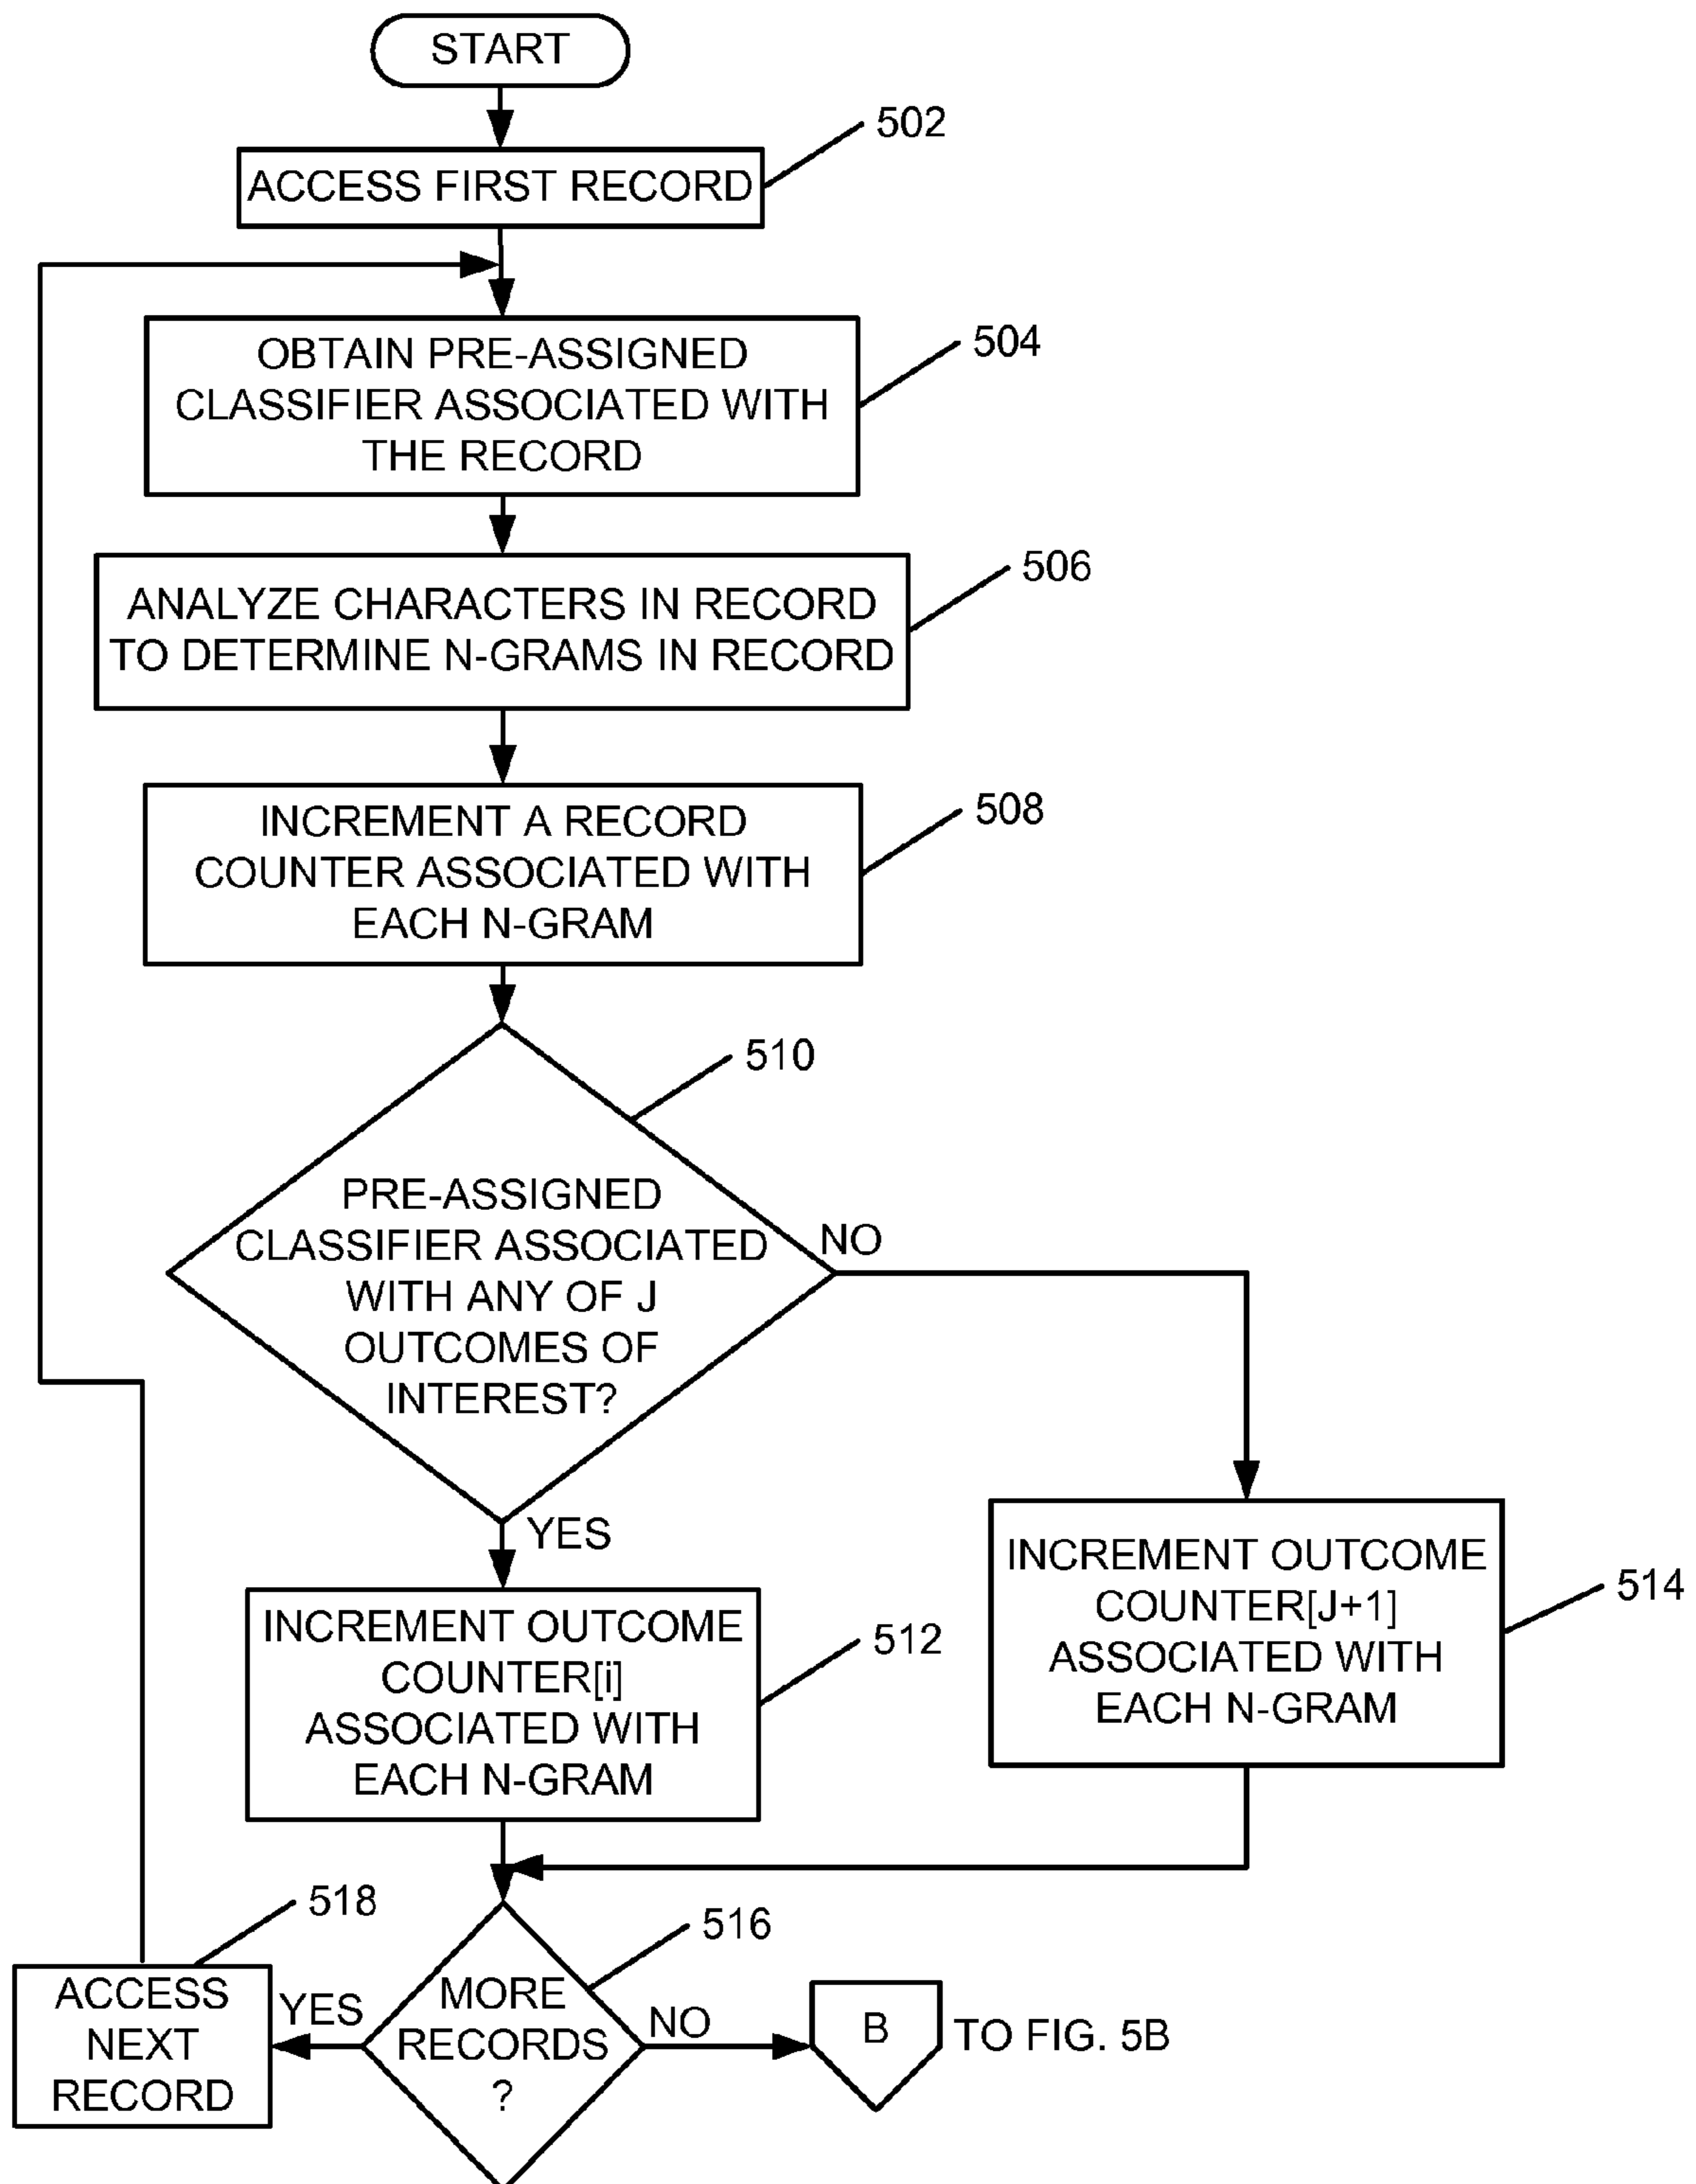 START
502
ACCESS FIRST RECORD
504
OBTAIN PRE-ASSIGNED
CLASSIFIER ASSOCIATED WITH
THE RECORD
506
ANALYZE CHARACTERS IN RECORD
TO DETERMINE N-GRAMS IN RECORD
508
INCREMENT A RECORD
COUNTER ASSOCIATED WITH
EACH N-GRAM
510
PRE-ASSIGNED
CLASSIFIER ASSOCIATED
WITH ANY OF J
OUTCOMES OF
INTEREST?
NO
YES
INCREMENT OUTCOME
COUNTER[J+1]
ASSOCIATED WITH
EACH N-GRAM
514
INCREMENT OUTCOME
COUNTER[i]
ASSOCIATED WITH
EACH N-GRAM
512
518
516
ACCESS
NEXT
RECORD
YES
MORE
RECORDS
?
NO
B
TO FIG. 5B